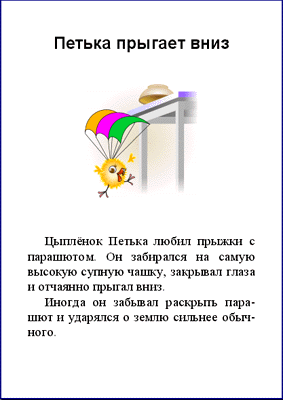 Петька прыгает вниз
Цыплёнок Петька любил прыжки с
парашютом. Он забирался на самую
высокую супную чашку, закрывал глаза
и отчаянно прыгал вниз.
Иногда он забывал раскрыть пара-
шют и ударялся о землю сильнее обыч-
ного.